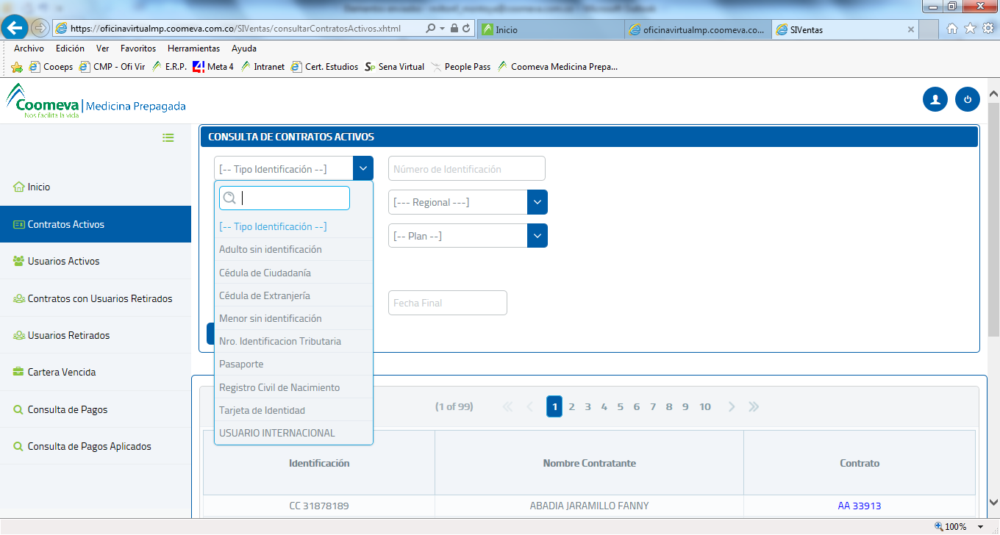 https://oficinavirtualmp.coomeva.com.co/SIVentas/consultarContratosActivos.xhtml
Inicio
oficinavirtualmp.coomeva.co...
SIVentas
Archivo Edición Ver Favoritos Herramientas Ayuda
Cooeps CMP - Ofi Vir E.R.P. Meta 4 Intranet Cert. Estudios Sena Virtual People Pass Coomeva Medicina Prepa...
Coomeva | Medicina Prepagada
Nos facilita la vida
Inicio
Contratos Activos
Usuarios Activos
Contratos con Usuarios Retirados
Usuarios Retirados
Cartera Vencida
Consulta de Pagos
Consulta de Pagos Aplicados
CONSULTA DE CONTRATOS ACTIVOS
[-- Tipo Identificación --]
Número de Identificación
[--- Regional ---]
[-- Plan --]
Fecha Final
[-- Tipo Identificación --]
Adulto sin identificación
Cédula de Ciudadanía
Cédula de Extranjería
Menor sin identificación
Nro. Identificacion Tributaria
Pasaporte
Registro Civil de Nacimiento
Tarjeta de Identidad
USUARIO INTERNACIONAL
(1 of 99) 1 2 3 4 5 6 7 8 9 10
Identificación Nombre Contratante Contrato
CC 31878189 ABADIA JARAMILLO FANNY AA 33913
100%